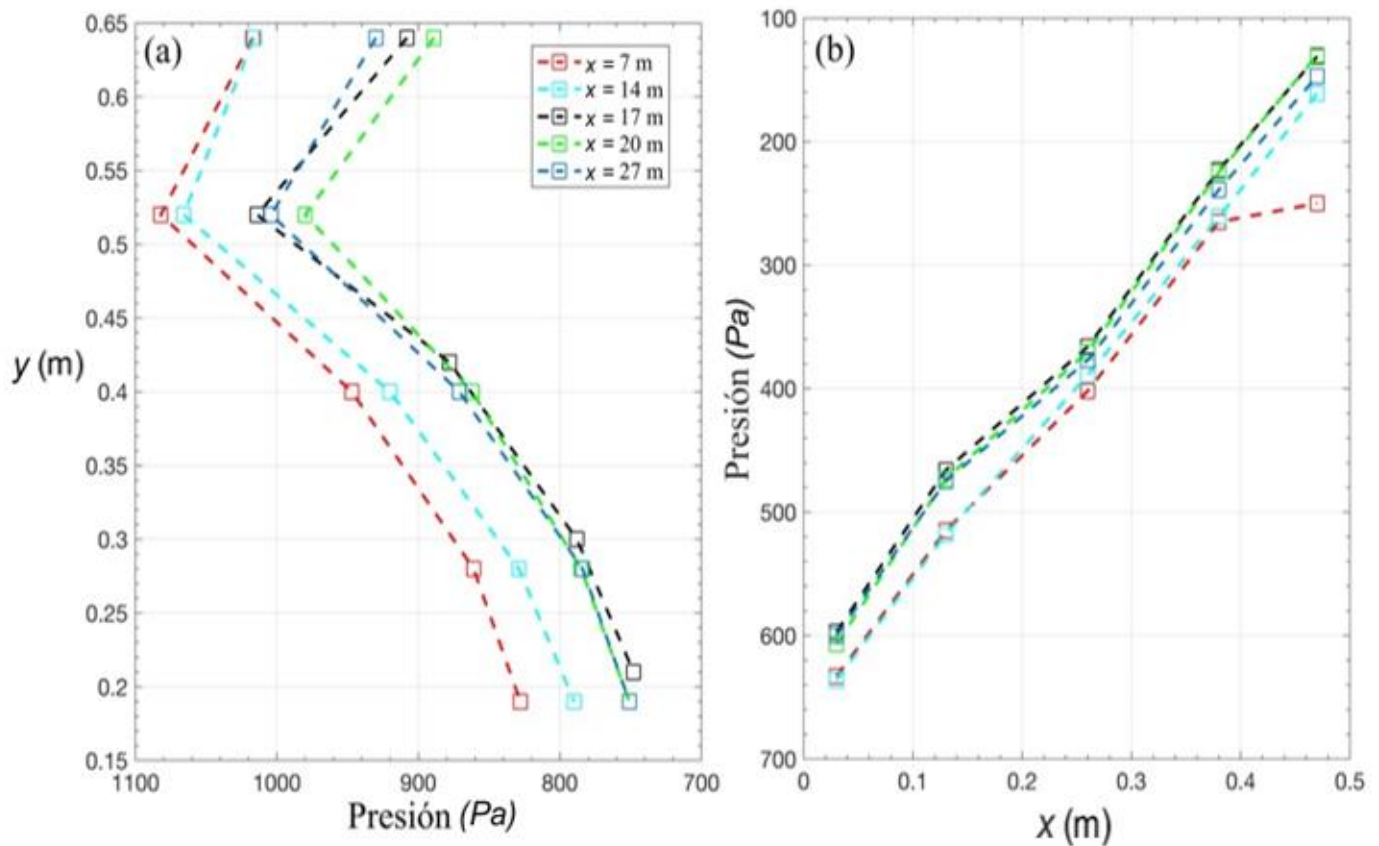 (a)
0.65
0.6
0.55
0.5
0.45
0.4
0.35
0.3
0.25
0.2
0.15
y (m)
1100 1000 900 800 700
Presión (Pa)
x = 7 m
x = 14 m
x = 17 m
x = 20 m
x = 27 m
(b)
100
200
300
400
500
600
700
Presión (Pa)
0 0.1 0.2 0.3 0.4 0.5
x (m)